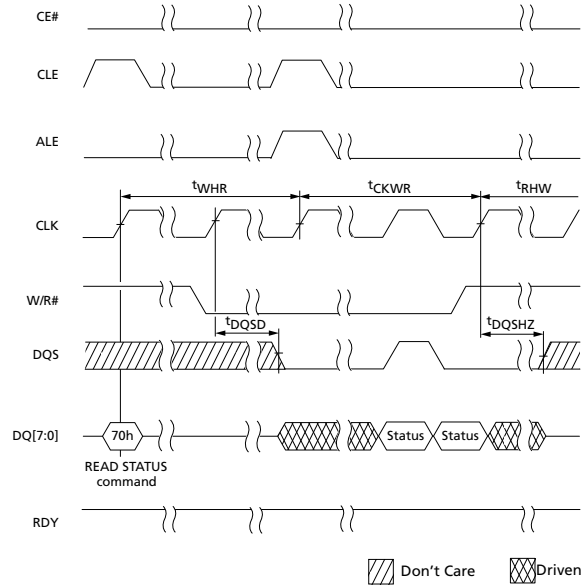 CE#
CLE
ALE
tWHR tCKWR tRHW
CLK
W/R#
tDQSD tDQSHZ
DQS
DQ[7:0] 70h Status Status
READ STATUS
command
RDY
Don't Care Driven